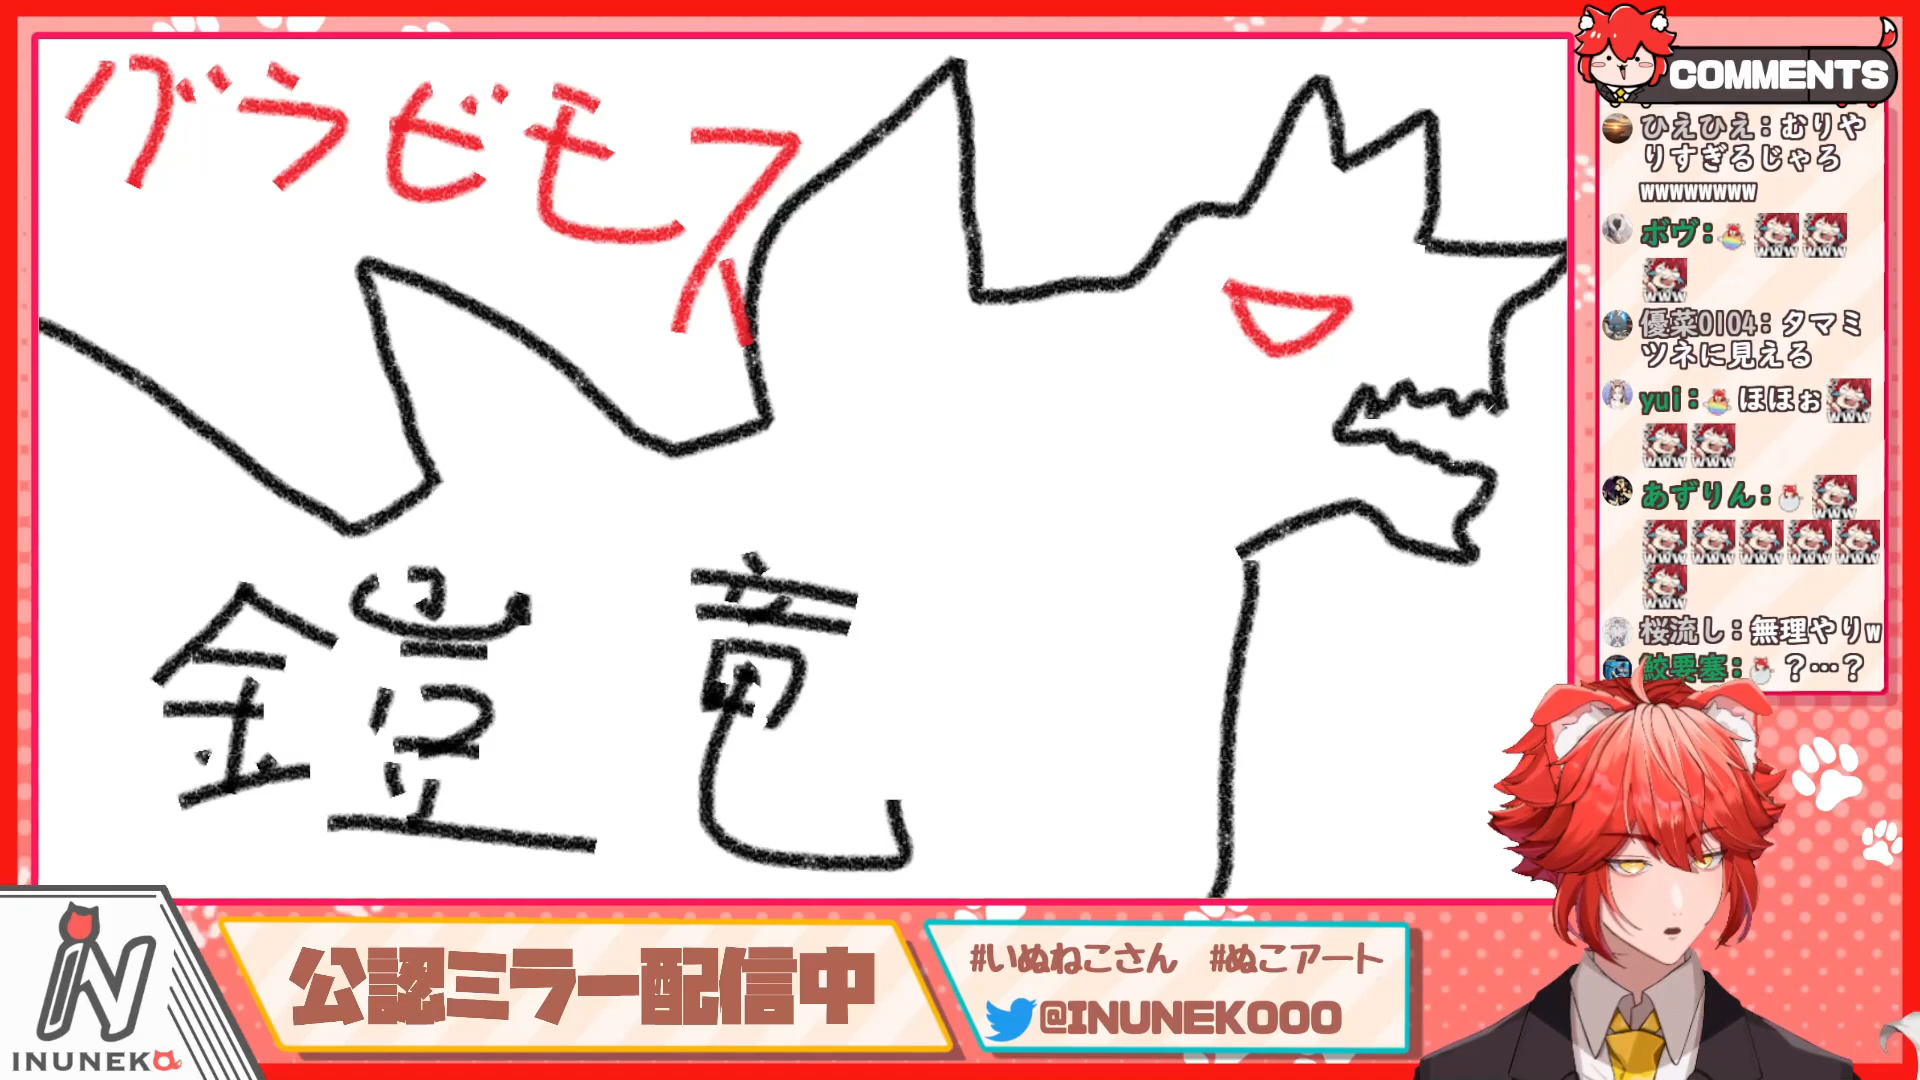 グラビモス
鎧竜
COMMENTS
ひえひえ:むりや
りすぎるじゃろ
wwwwwwww
ボヴ:
優菜0104:タマミ
ツネに見える
yui: ほほぉ
あずりん:
桜流し:無理やりw
鮫要塞: ?…?
INUNEKO
公認ミラー配信中
#いぬねこさん #ぬこアート
@INUNEKOOO